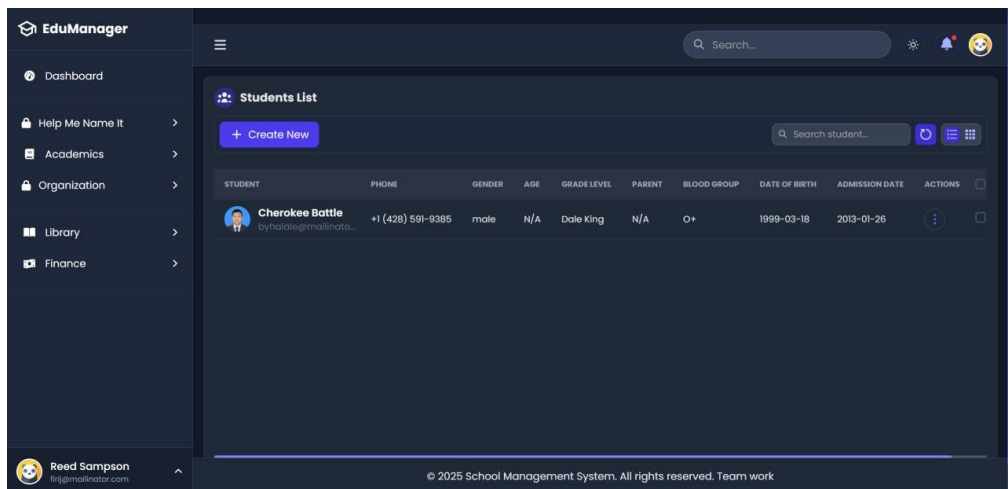 EduManager
Search...
Dashboard
Students List
Help Me Name It
+ Create New
Search student...
Academics
Organization
STUDENT PHONE GENDER AGE GRADE LEVEL PARENT BLOOD GROUP DATE OF BIRTH ADMISSION DATE ACTIONS
Cherokee Battle
byhalale@mailinato...
+1 (428) 591-9385 male N/A Dale King N/A O+ 1999-03-18 2013-01-26
Library
Finance
Reed Sampson
firij@mailinator.com
© 2025 School Management System. All rights reserved. Team work